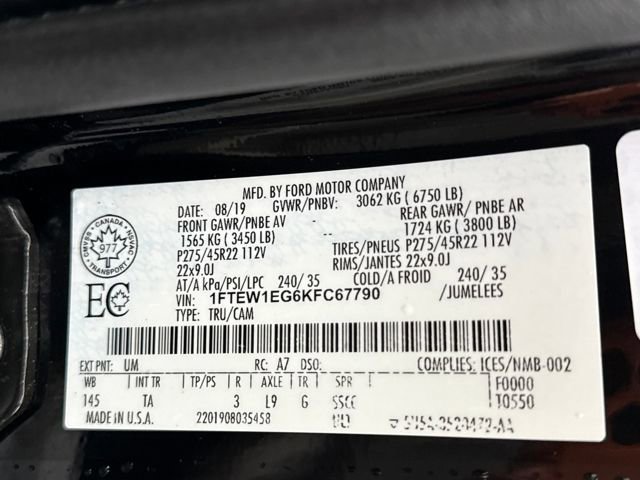 MFD. BY FORD MOTOR COMPANY
DATE: 08/19 GVWR/PNBV: 3062 KG ( 6750 LB)
FRONT GAWR/PNBE AV REAR GAWR/ PNBE AR
1565 KG ( 3450 LB) 1724 KG ( 3800 LB)
P275/45R22 112V TIRES/PNEUS P275/45R22 112V
22x9.0J RIMS/JANTES 22x9.0J
AT/A kPa/PSI/LPC 240/ 35 COLD/A FROID 240/ 35
VIN: 1FTEW1EG6KFC67790 /JUMELEES
TYPE: TRU/CAM
CANADA
CMVSS NSVAC
977
TRANSPORT
EC
EXT PNT: UM RC: A7 DSO: COMPLIES: ICES/NMB-002
WB INT TR TP/PS R AXLE TR SPR F0000
145 TA 3 L9 G T0550
MADE IN U.S.A. 2201908035458